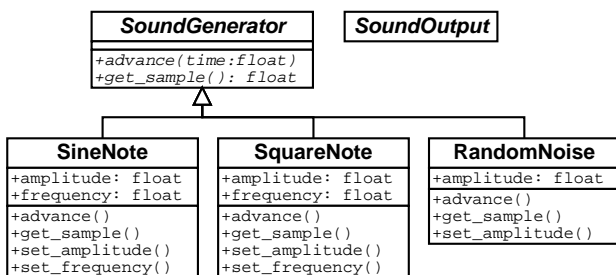 SoundGenerator
+advance(time:float)
+get_sample(): float
SoundOutput
SineNote
+amplitude: float
+frequency: float
+advance()
+get_sample()
+set_amplitude()
+set_frequency()
SquareNote
+amplitude: float
+frequency: float
+advance()
+get_sample()
+set_amplitude()
+set_frequency()
RandomNoise
+amplitude: float
+advance()
+get_sample()
+set_amplitude()